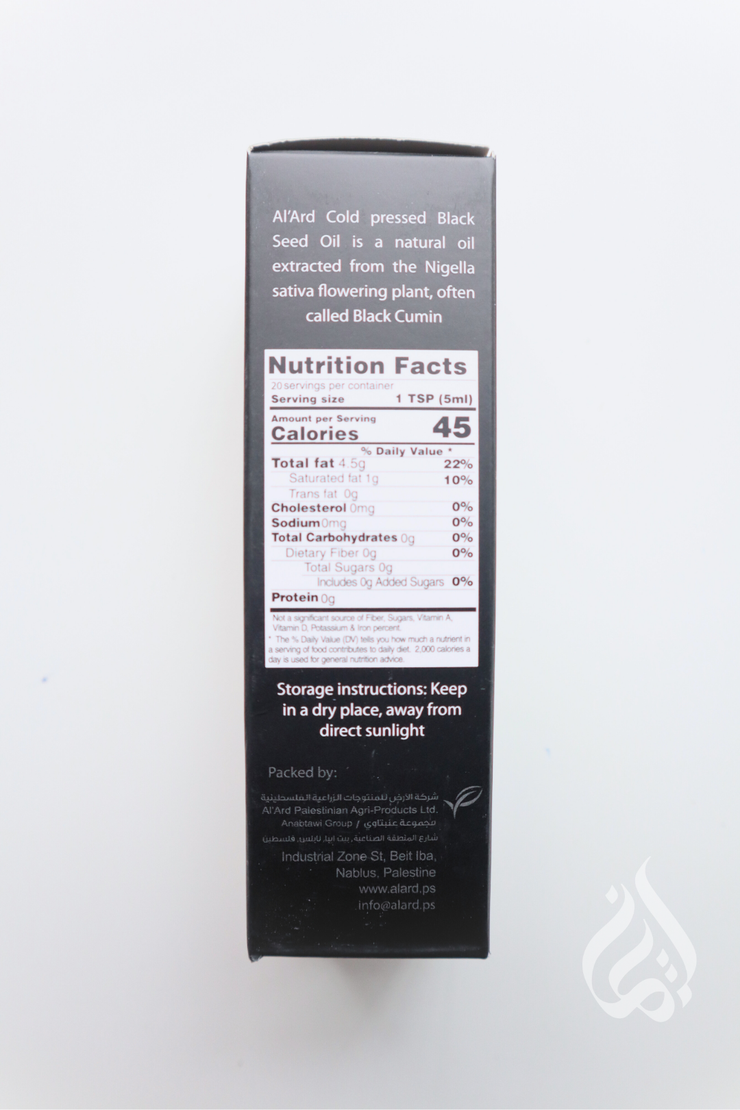 Al'Ard Cold pressed Black
Seed Oil is a natural oil
extracted from the Nigella
sativa flowering plant, often
called Black Cumin
Nutrition Facts
20 servings per container
Serving size 1 TSP (5ml)
Amount per Serving
Calories 45
% Daily Value *
Total fat 4.5g 22%
Saturated fat 1g 10%
Trans fat 0g
Cholesterol 0mg 0%
Sodium 0mg 0%
Total Carbohydrates 0g 0%
Dietary Fiber 0g 0%
Total Sugars 0g
Includes 0g Added Sugars 0%
Protein 0g
Not a significant source of Fiber, Sugars, Vitamin A,
Vitamin D, Potassium & Iron percent.
* The % Daily Value (DV) tells you how much a nutrient in
a serving of food contributes to daily diet. 2,000 calories a
day is used for general nutrition advice.
Storage instructions: Keep
in a dry place, away from
direct sunlight
Packed by:
شركة الارض للمنتوجات الزراعية الفلسطينية
Al'Ard Palestinian Agri-Products Ltd.
Anabtawi Group / مجموعة عنبتاوي
شارع المنطقة الصناعية، بيت ايبا، نابلس، فلسطين
Industrial Zone St, Beit Iba,
Nablus, Palestine
www.alard.ps
info@alard.ps